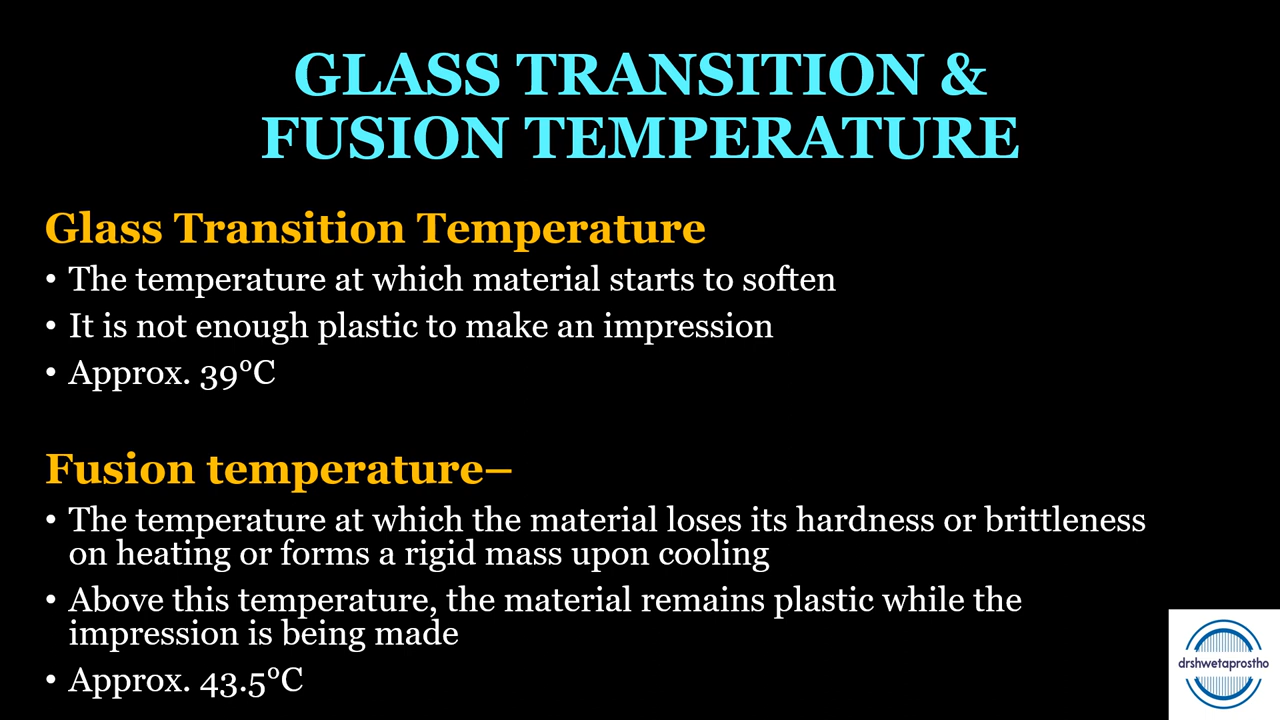 GLASS TRANSITION &
FUSION TEMPERATURE
Glass Transition Temperature
• The temperature at which material starts to soften
• It is not enough plastic to make an impression
• Approx. 39°C
Fusion temperature–
• The temperature at which the material loses its hardness or brittleness
on heating or forms a rigid mass upon cooling
• Above this temperature, the material remains plastic while the
impression is being made
• Approx. 43.5°C
drshwetaprostho